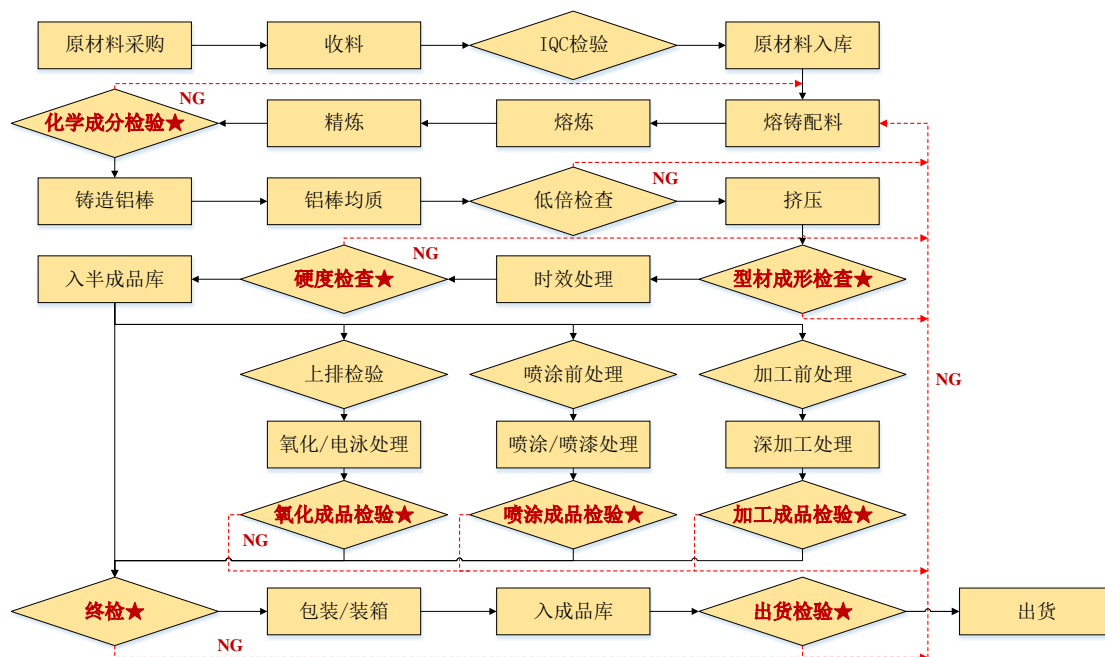 原材料采购
收料
IQC检验
原材料入库
NG
化学成分检验★
精炼
熔炼
熔铸配料
铸造铝棒
铝棒均质
低倍检查
NG
挤压
入半成品库
硬度检查★
NG
时效处理
型材成形检查★
上排检验
喷涂前处理
加工前处理
NG
氧化/电泳处理
喷涂/喷漆处理
深加工处理
氧化成品检验★
喷涂成品检验★
加工成品检验★
NG
终检★
包装/装箱
入成品库
出货检验★
出货
NG